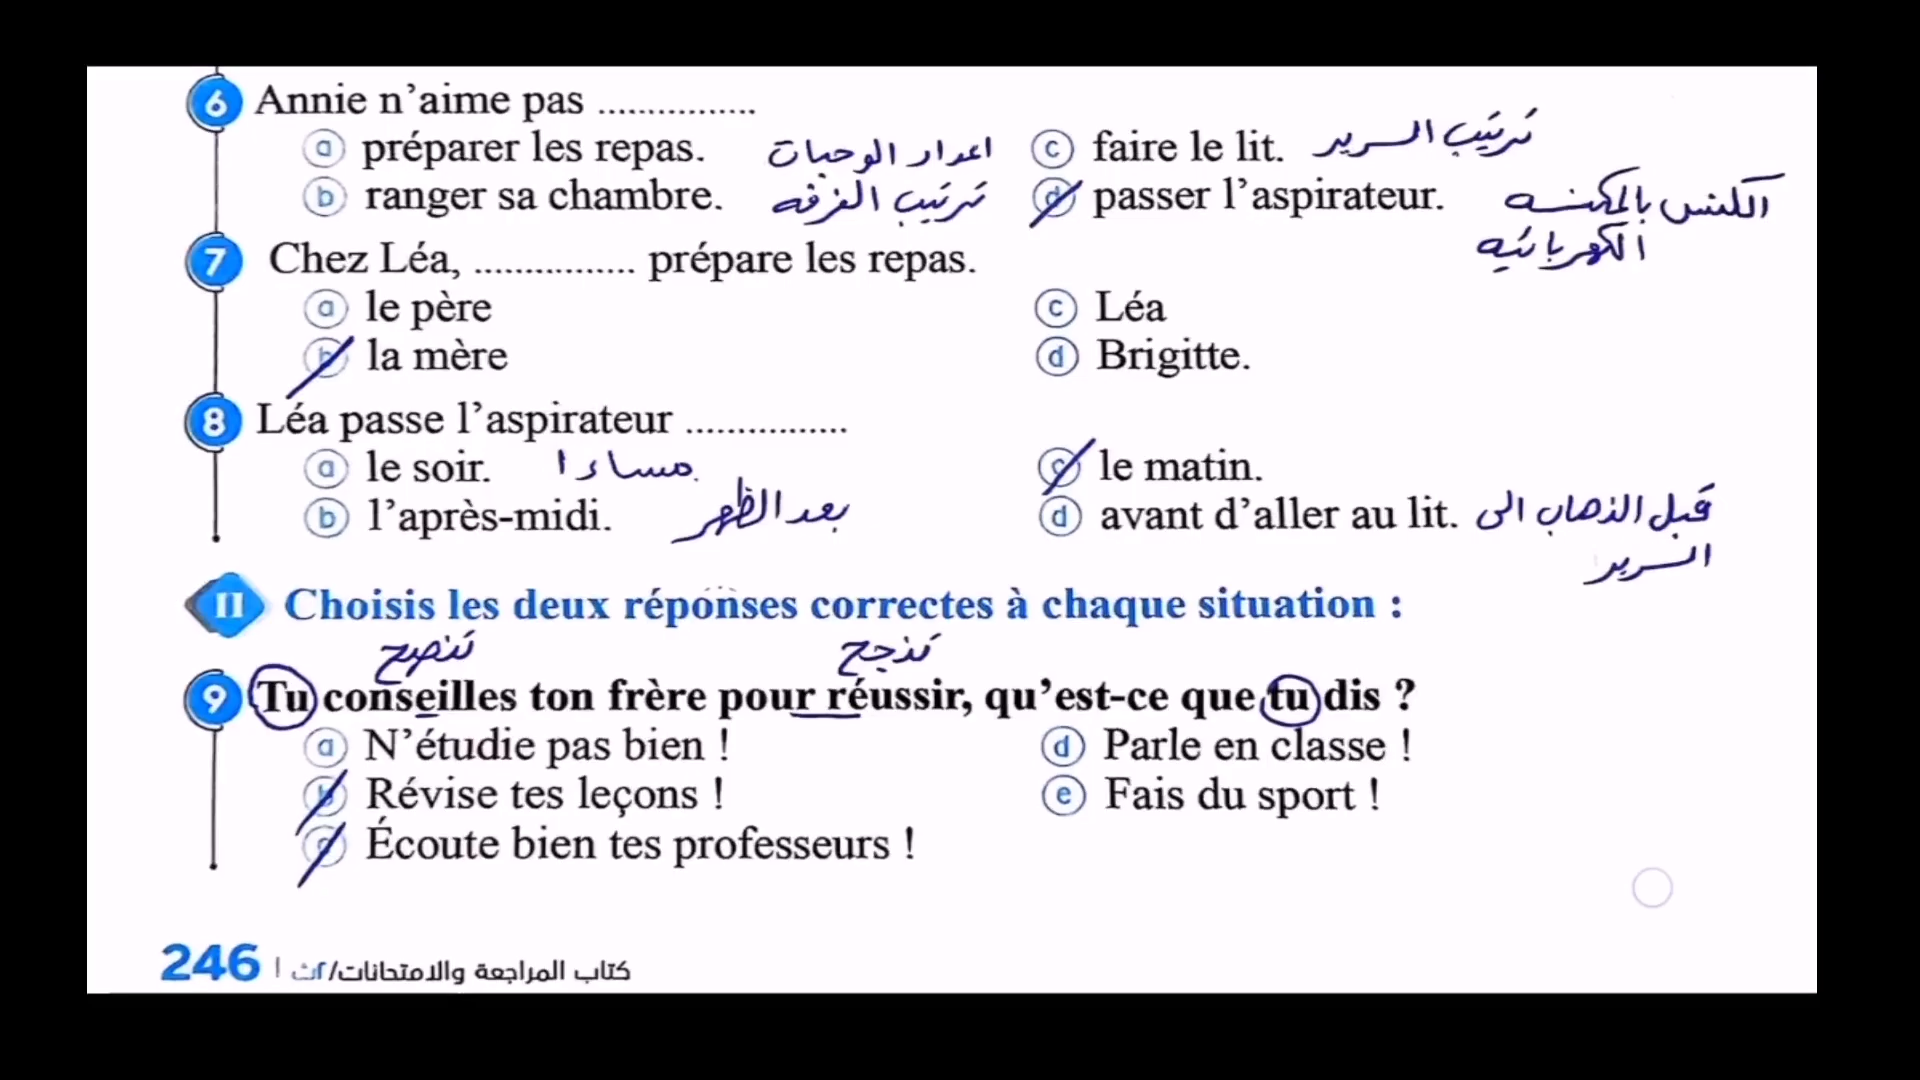 6 Annie n’aime pas ................
a préparer les repas. اعداد الوجبات c faire le lit. ترتيب السرير
b ranger sa chambre. ترتيب الغرفه d passer l’aspirateur. الكنس بالمكنسه
الكهربائيه
7 Chez Léa, ................ prépare les repas.
a le père c Léa
b la mère d Brigitte.
8 Léa passe l’aspirateur ................
a le soir. مساءا c le matin.
b l’après-midi. بعد الظهر d avant d’aller au lit. قبل الذهاب الى
السرير
II Choisis les deux réponses correctes à chaque situation :
تنصح تنجح
9 Tu conseilles ton frère pour réussir, qu’est-ce que tu dis ?
a N’étudie pas bien ! d Parle en classe !
b Révise tes leçons ! e Fais du sport !
c Écoute bien tes professeurs !
246 | كتاب المراجعة والامتحانات/٢ث